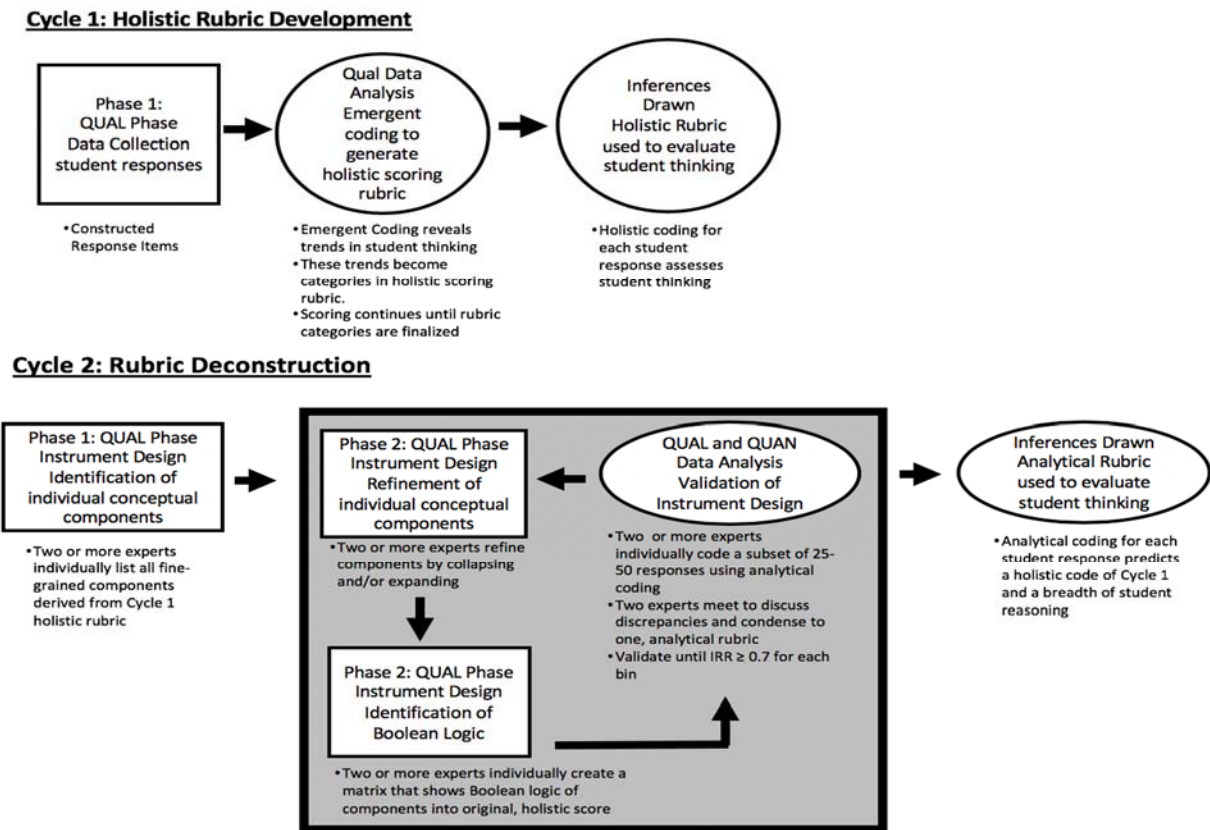 Cycle 1: Holistic Rubric Development
Phase 1:
QUAL Phase
Data Collection
student responses
• Constructed
Response Items
Qual Data
Analysis
Emergent
coding to
generate
holistic scoring
rubric
• Emergent Coding reveals
trends in student thinking
• These trends become
categories in holistic scoring
rubric.
• Scoring continues until rubric
categories are finalized
Inferences
Drawn
Holistic Rubric
used to evaluate
student thinking
• Holistic coding for
each student
response assesses
student thinking
Cycle 2: Rubric Deconstruction
Phase 1: QUAL Phase
Instrument Design
Identification of
individual conceptual
components
• Two or more experts
individually list all fine-
grained components
derived from Cycle 1
holistic rubric
Phase 2: QUAL Phase
Instrument Design
Refinement of
individual conceptual
components
• Two or more experts refine
components by collapsing
and/or expanding
Phase 2: QUAL Phase
Instrument Design
Identification of
Boolean Logic
• Two or more experts individually create a
matrix that shows Boolean logic of
components into original, holistic score
QUAL and QUAN
Data Analysis
Validation of
Instrument Design
• Two or more experts
individually code a subset of 25-
50 responses using analytical
coding
• Two experts meet to discuss
discrepancies and condense to
one, analytical rubric
• Validate until IRR ≥ 0.7 for each
bin
Inferences Drawn
Analytical Rubric
used to evaluate
student thinking
• Analytical coding for each
student response predicts
a holistic code of Cycle 1
and a breadth of student
reasoning